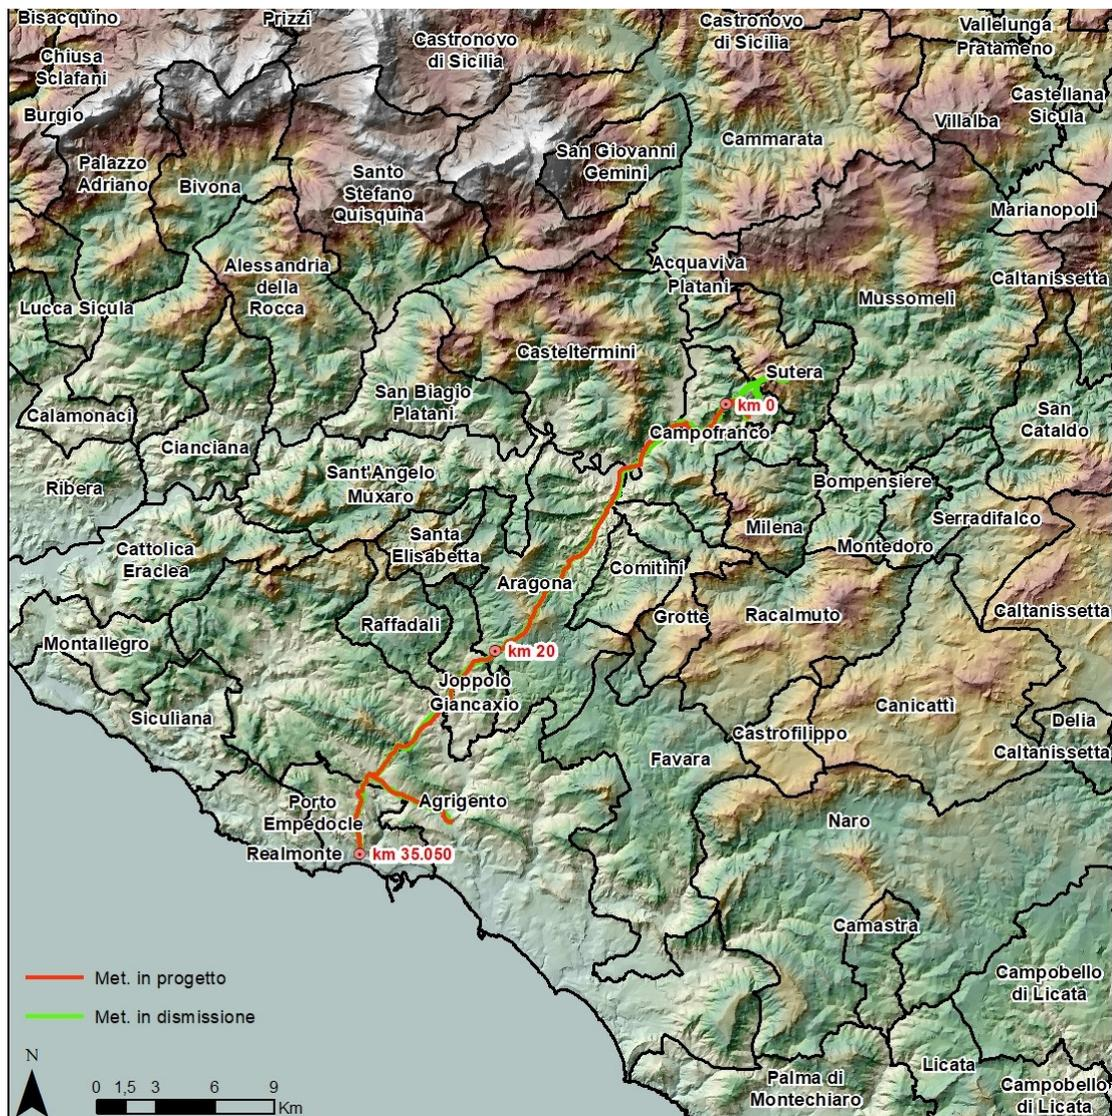 Bisacquino
Prizzi
Castronovo
di Sicilia
Castronovo
di Sicilia
Vallelunga
Pratameno
Chiusa
Sclafani
Castellana
Sicula
Burgio
Villalba
Cammarata
San Giovanni
Gemini
Palazzo
Adriano
Bivona
Santo
Stefano
Quisquina
Marianopoli
Alessandria
della
Rocca
Acquaviva
Platani
Caltanissetta
Lucca Sicula
Mussomeli
Casteltermini
Sutera
San Biagio
Platani
km 0
Calamonaci
San
Cataldo
Cianciana
Campofranco
Sant'Angelo
Muxaro
Ribera
Bompensiere
Milena
Serradifalco
Santa
Elisabetta
Montedoro
Cattolica
Eraclea
Aragona
Comitini
Raffadali
Grotte
Racalmuto
Caltanissetta
Montallegro
km 20
Joppolo
Giancaxio
Siculiana
Canicattì
Delia
Castrofilippo
Caltanissetta
Favara
Porto
Empedocle
Agrigento
Naro
Realmonte
km 35.050
Camastra
Met. in progetto
Campobello
di Licata
Met. in dismissione
N
Licata
Palma di
Montechiaro
Campobello
di Licata
0 1,5 3 6 9
Km